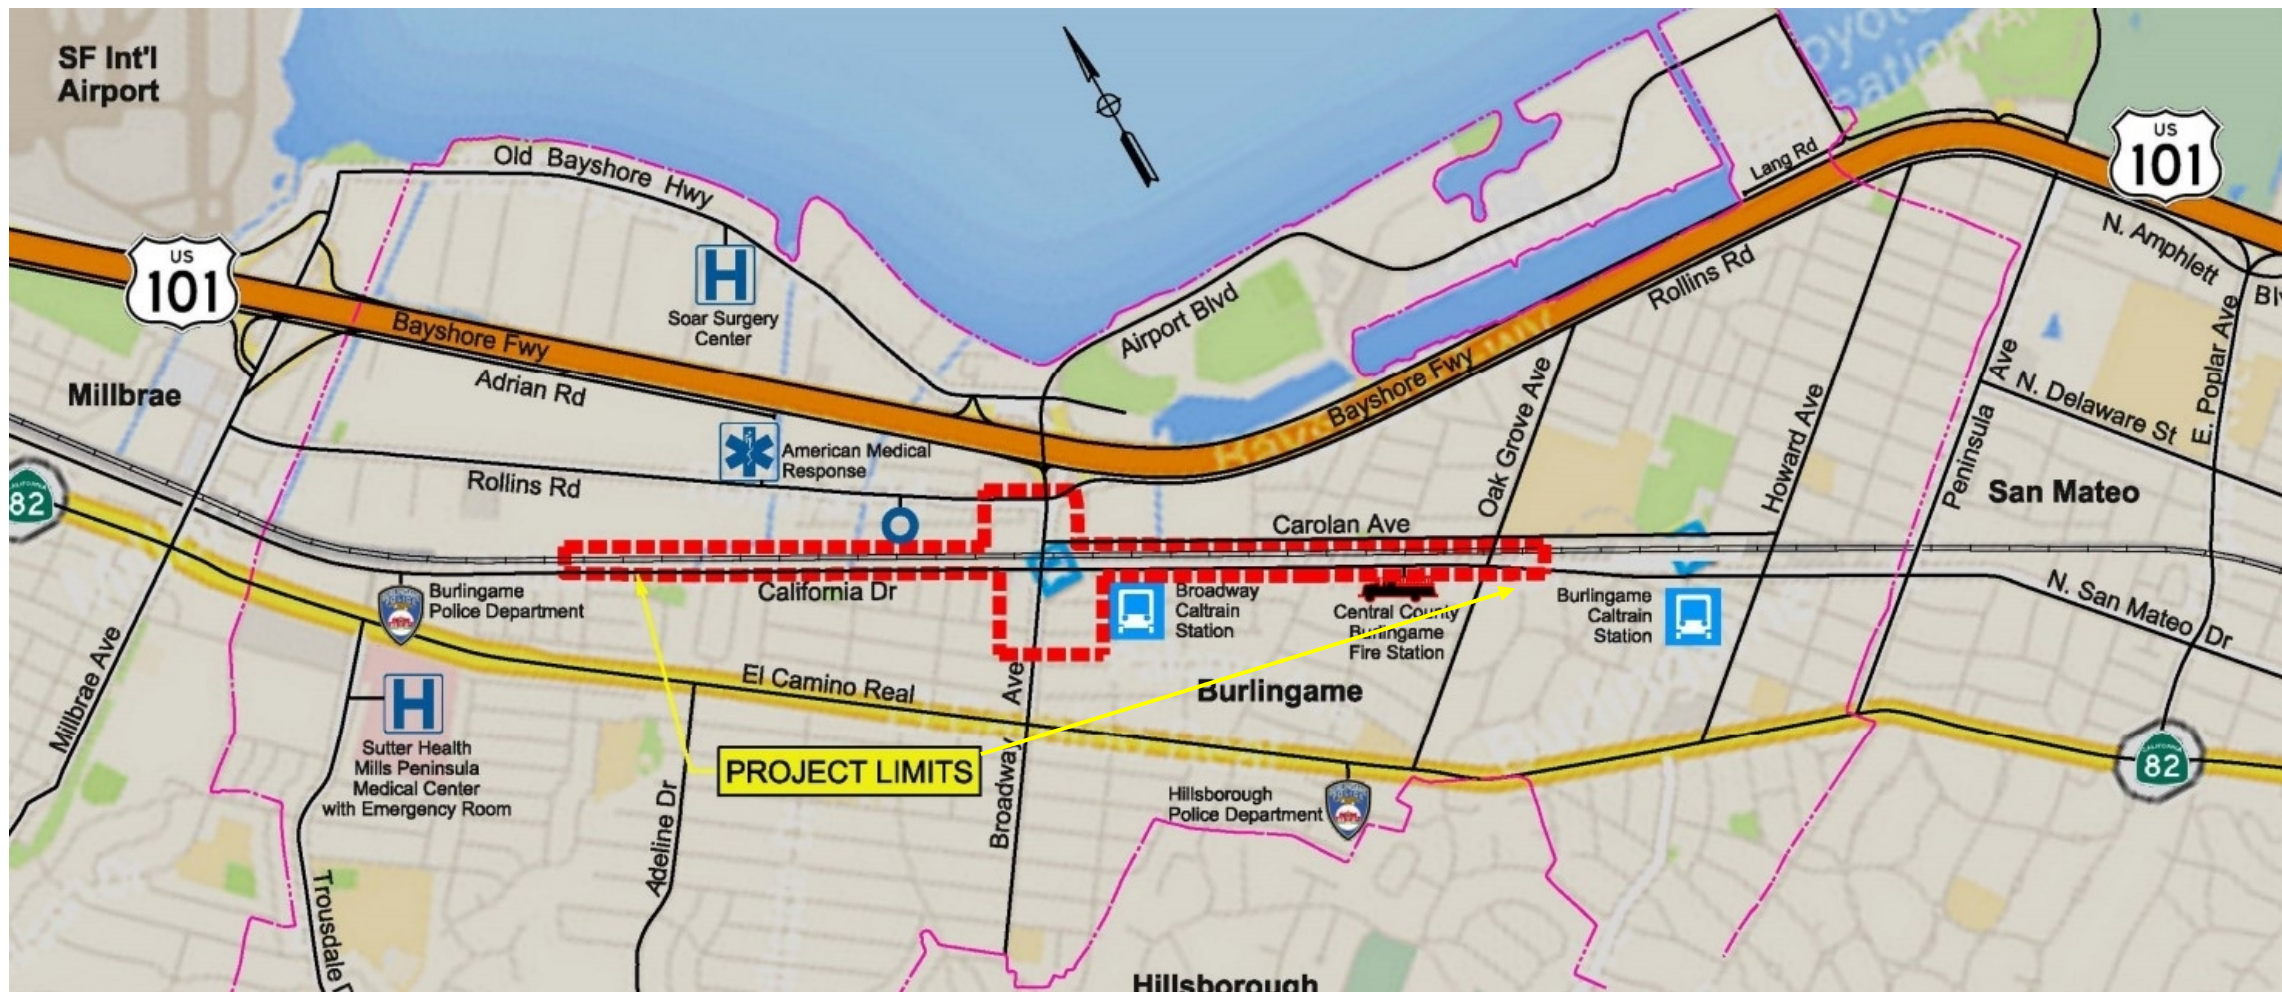 SF Int'l
Airport
Old Bayshore Hwy
US
101
US
101
Lang Rd
N. Amphlett
Soar Surgery
Center
Airport Blvd
Rollins Rd
Bayshore Fwy
Adrian Rd
Bayshore Fwy
Millbrae
American Medical
Response
Rollins Rd
Oak Grove Ave
Howard Ave
Peninsula Ave
N. Delaware St
E. Poplar Ave
San Mateo
CALIFORNIA
82
Carolan Ave
California Dr
Burlingame
Police Department
Broadway
Caltrain
Station
Central County
Burlingame
Fire Station
Burlingame
Caltrain
Station
N. San Mateo Dr
Millbrae Ave
El Camino Real
Broadway Ave
Burlingame
PROJECT LIMITS
Sutter Health
Mills Peninsula
Medical Center
with Emergency Room
Adeline Dr
Hillsborough
Police Department
CALIFORNIA
82
Trousdale
Hillsborough